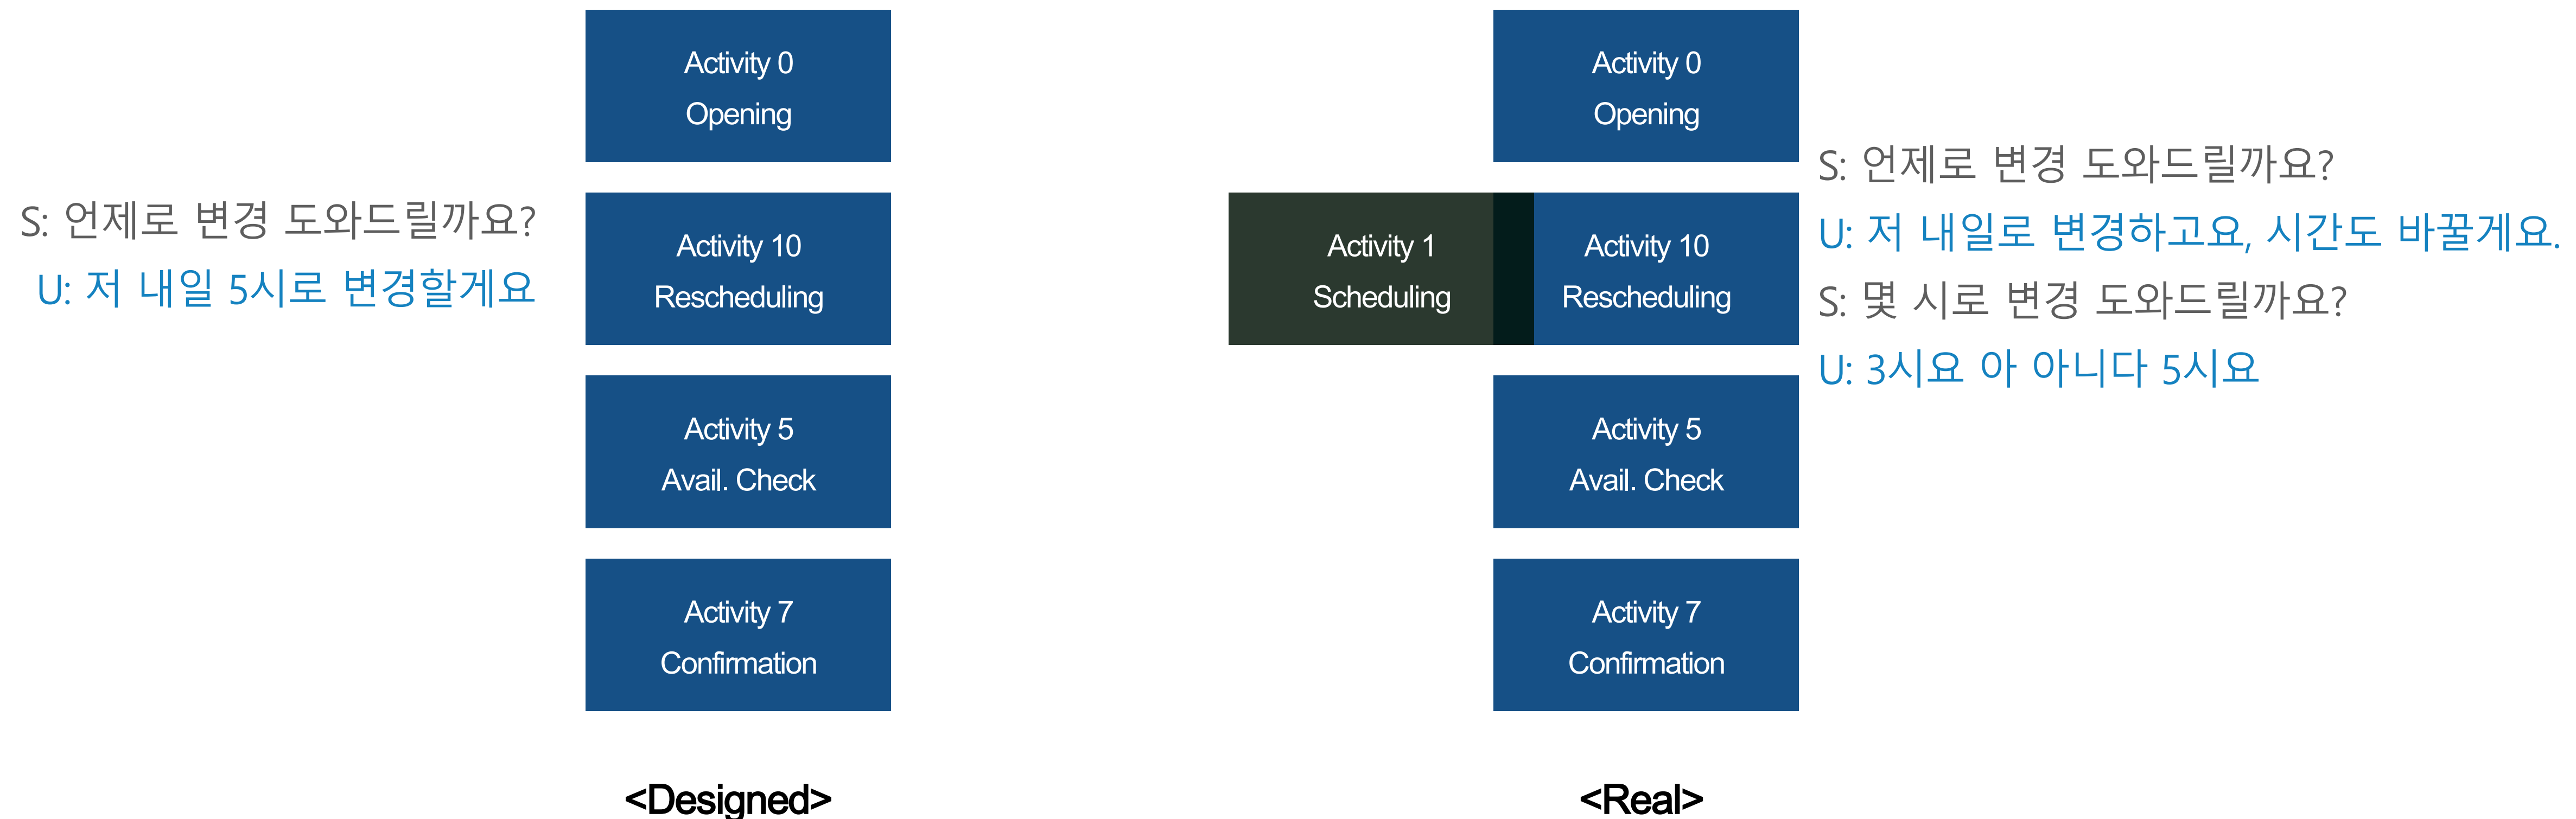 Activity 0
Opening
S: 언제로 변경 도와드릴까요?
U: 저 내일 5시로 변경할게요
Activity 10
Rescheduling
Activity 5
Avail. Check
Activity 7
Confirmation
<Designed>
Activity 0
Opening
Activity 1
Scheduling
Activity 10
Rescheduling
S: 언제로 변경 도와드릴까요?
U: 저 내일로 변경하고요, 시간도 바꿀게요.
S: 몇 시로 변경 도와드릴까요?
U: 3시요 아 아니다 5시요
Activity 5
Avail. Check
Activity 7
Confirmation
<Real>